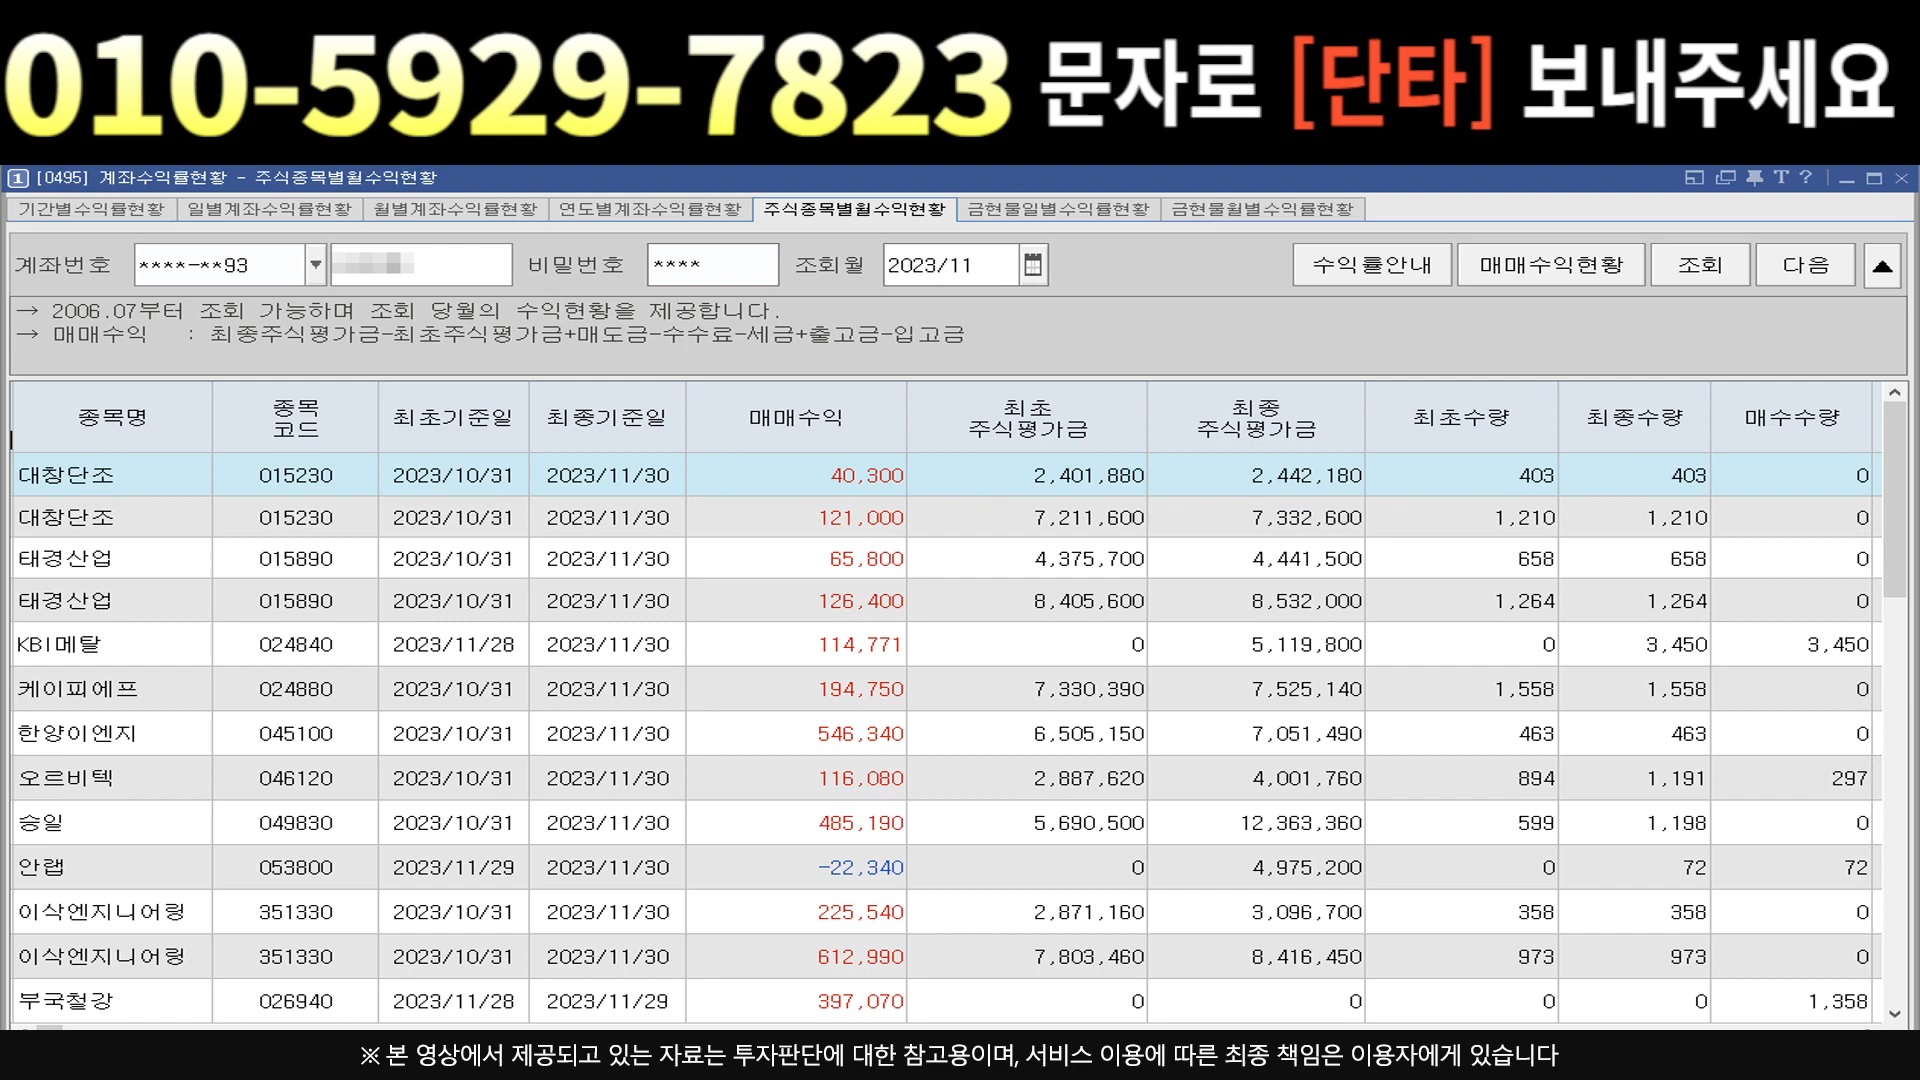 010-5929-7823 문자로 [단타] 보내주세요
1 [0495] 계좌수익률현황 - 주식종목별월수익현황
기간별수익률현황 일별계좌수익률현황 월별계좌수익률현황 연도별계좌수익률현황 주식종목별월수익현황 금현물일별수익률현황 금현물월별수익률현황
계좌번호 ****-**93 비밀번호 **** 조회월 2023/11 수익률안내 매매수익현황 조회 다음
→ 2006.07부터 조회 가능하며 조회 당월의 수익현황을 제공합니다.
→ 매매수익 : 최종주식평가금-최초주식평가금+매도금-수수료-세금+출고금-입고금
종목명 종목코드 최초기준일 최종기준일 매매수익 최초주식평가금 최종주식평가금 최초수량 최종수량 매수수량
대창단조 015230 2023/10/31 2023/11/30 40,300 2,401,880 2,442,180 403 403 0
대창단조 015230 2023/10/31 2023/11/30 121,000 7,211,600 7,332,600 1,210 1,210 0
태경산업 015890 2023/10/31 2023/11/30 65,800 4,375,700 4,441,500 658 658 0
태경산업 015890 2023/10/31 2023/11/30 126,400 8,405,600 8,532,000 1,264 1,264 0
KBI메탈 024840 2023/11/28 2023/11/30 114,771 0 5,119,800 0 3,450 3,450
케이피에프 024880 2023/10/31 2023/11/30 194,750 7,330,390 7,525,140 1,558 1,558 0
한양이엔지 045100 2023/10/31 2023/11/30 546,340 6,505,150 7,051,490 463 463 0
오르비텍 046120 2023/10/31 2023/11/30 116,080 2,887,620 4,001,760 894 1,191 297
승일 049830 2023/10/31 2023/11/30 485,190 5,690,500 12,363,360 599 1,198 0
안랩 053800 2023/11/29 2023/11/30 -22,340 0 4,975,200 0 72 72
이삭엔지니어링 351330 2023/10/31 2023/11/30 225,540 2,871,160 3,096,700 358 358 0
이삭엔지니어링 351330 2023/10/31 2023/11/30 612,990 7,803,460 8,416,450 973 973 0
부국철강 026940 2023/11/28 2023/11/29 397,070 0 0 0 0 1,358
※ 본 영상에서 제공되고 있는 자료는 투자판단에 대한 참고용이며, 서비스 이용에 따른 최종 책임은 이용자에게 있습니다